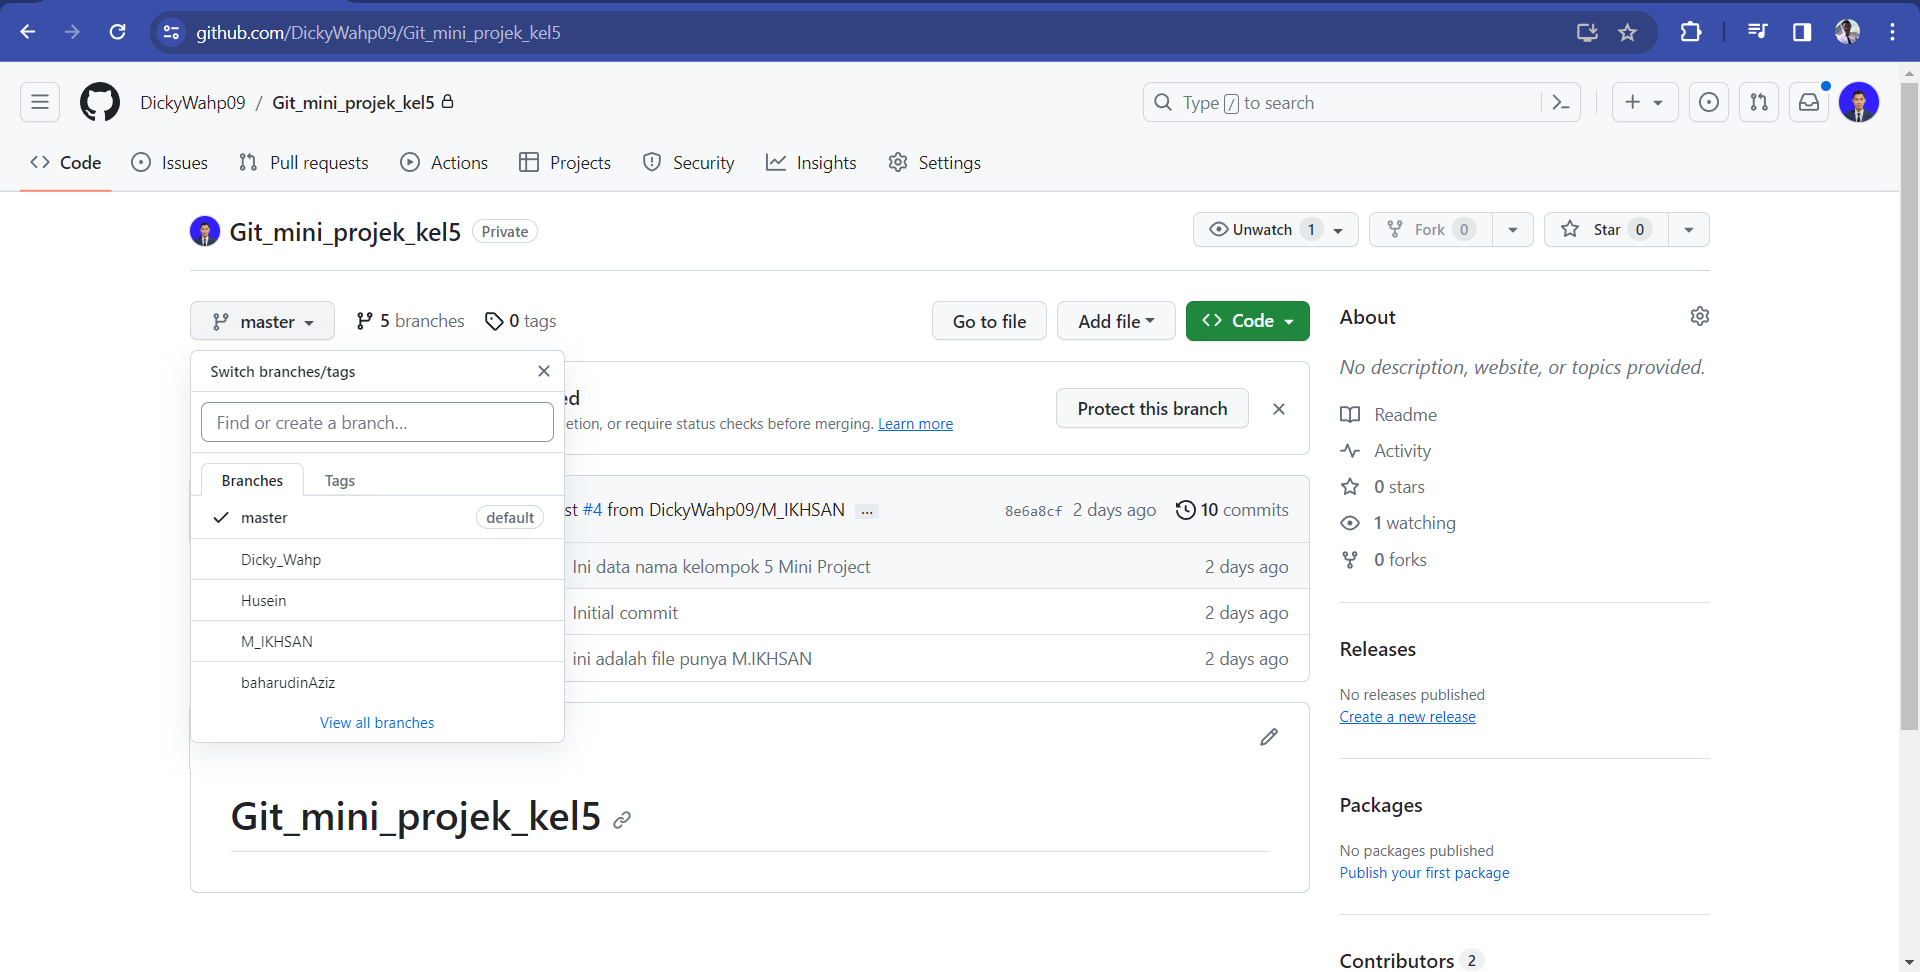 github.com/DickyWahp09/Git_mini_projek_kel5
DickyWahp09 / Git_mini_projek_kel5
Type / to search
Code Issues Pull requests Actions Projects Security Insights Settings
Git_mini_projek_kel5 Private
Unwatch 1 Fork 0 Star 0
master 5 branches 0 tags
Go to file Add file Code
Switch branches/tags
Find or create a branch...
Branches Tags
master default
Dicky_Wahp
Husein
M_IKHSAN
baharudinAziz
View all branches
ed
etion, or require status checks before merging. Learn more
Protect this branch
st #4 from DickyWahp09/M_IKHSAN ... 8e6a8cf 2 days ago 10 commits
Ini data nama kelompok 5 Mini Project 2 days ago
Initial commit 2 days ago
ini adalah file punya M.IKHSAN 2 days ago
Git_mini_projek_kel5
About
No description, website, or topics provided.
Readme
Activity
0 stars
1 watching
0 forks
Releases
No releases published
Create a new release
Packages
No packages published
Publish your first package
Contributors 2